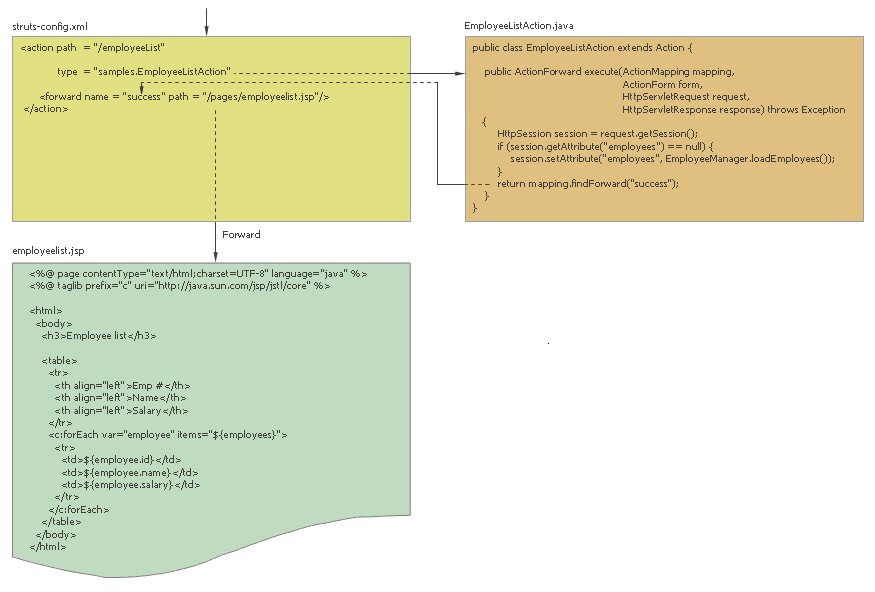 struts-config.xml
<action path = "/employeeList"
type = "samples.EmployeeListAction"
<forward name = "success" path = "/pages/employeelist.jsp"/>
</action>
EmployeeListAction.java
public class EmployeeListAction extends Action {
public ActionForward execute(ActionMapping mapping,
ActionForm form,
HttpServletRequest request,
HttpServletResponse response) throws Exception
{
HttpSession session = request.getSession();
if (session.getAttribute("employees") == null) {
session.setAttribute("employees", EmployeeManager.loadEmployees());
}
return mapping.findForward("success");
}
}
Forward
employeelist.jsp
<%@ page contentType="text/html;charset=UTF-8" language="java" %>
<%@ taglib prefix="c" uri="http://java.sun.com/jsp/jstl/core" %>
<html>
<body>
<h3>Employee list</h3>
<table>
<tr>
<th align="left">Emp #</th>
<th align="left">Name</th>
<th align="left">Salary</th>
</tr>
<c:forEach var="employee" items="${employees}">
<tr>
<td>${employee.id}</td>
<td>${employee.name}</td>
<td>${employee.salary}</td>
</tr>
</c:forEach>
</table>
</body>
</html>